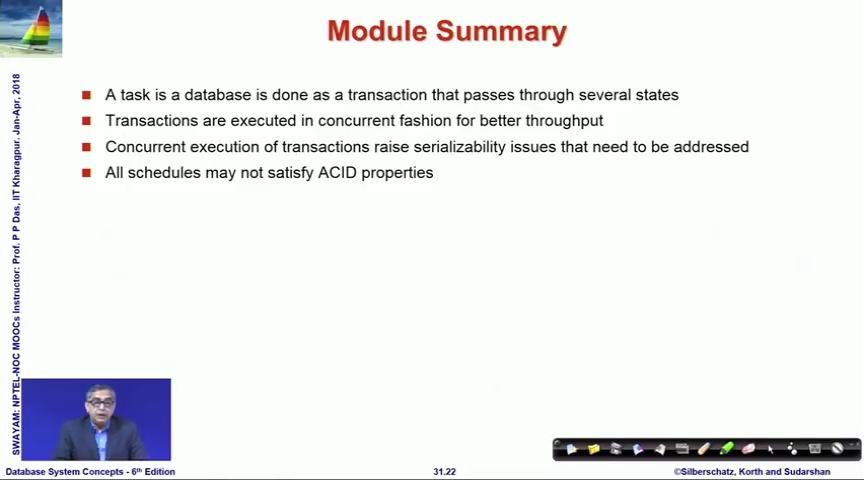 Module Summary
A task is a database is done as a transaction that passes through several states
Transactions are executed in concurrent fashion for better throughput
Concurrent execution of transactions raise serializability issues that need to be addressed
All schedules may not satisfy ACID properties
SWAYAM: NPTEL-NOC MOOCs Instructor: Prof. P P Das, IIT Kharagpur, Jan-Apr, 2018
Database System Concepts - 6th Edition
31.22
©Silberschatz, Korth and Sudarshan